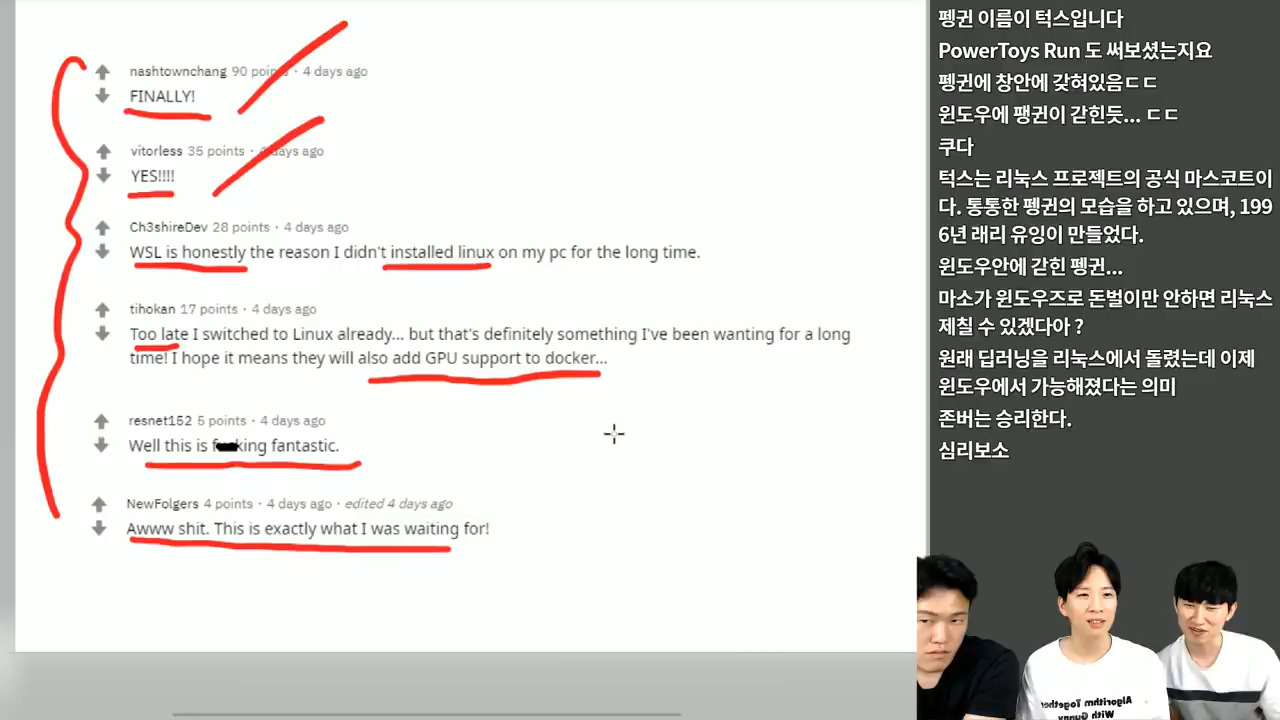 nashtownchang 90 points · 4 days ago
FINALLY!
vitorless 35 points · 4 days ago
YES!!!!
Ch3shireDev 28 points · 4 days ago
WSL is honestly the reason I didn't installed linux on my pc for the long time.
tihokan 17 points · 4 days ago
Too late I switched to Linux already... but that's definitely something I've been wanting for a long
time! I hope it means they will also add GPU support to docker...
resnet152 5 points · 4 days ago
Well this is f king fantastic.
NewFolgers 4 points · 4 days ago · edited 4 days ago
Awww shit. This is exactly what I was waiting for!
펭귄 이름이 턱스입니다
PowerToys Run 도 써보셨는지요
펭귄에 창안에 갖혀있음ㄷㄷ
윈도우에 팽귄이 갇힌듯... ㄷㄷ
쿠다
턱스는 리눅스 프로젝트의 공식 마스코트이
다. 통통한 펭귄의 모습을 하고 있으며, 199
6년 래리 유잉이 만들었다.
윈도우안에 갇힌 펭귄...
마소가 윈도우즈로 돈벌이만 안하면 리눅스
제칠 수 있겠다아 ?
원래 딥러닝을 리눅스에서 돌렸는데 이제
윈도우에서 가능해졌다는 의미
존버는 승리한다.
심리보소
Algorithm Together
With Gunny